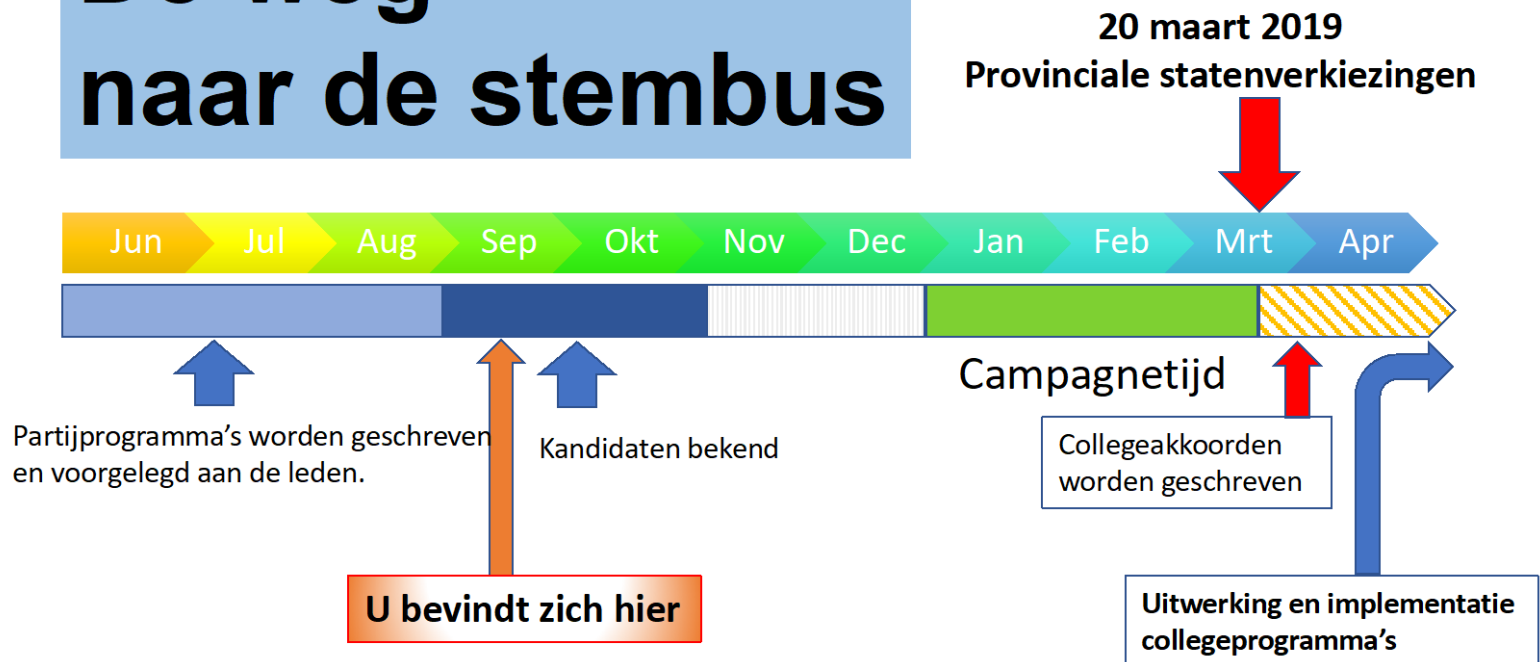 De weg
naar de stembus
20 maart 2019
Provinciale statenverkiezingen
Jun Jul Aug Sep Okt Nov Dec Jan Feb Mrt Apr
Campagnetijd
Partijprogramma's worden geschreven
en voorgelegd aan de leden.
Kandidaten bekend
Collegeakkoorden
worden geschreven
U bevindt zich hier
Uitwerking en implementatie
collegeprogramma's